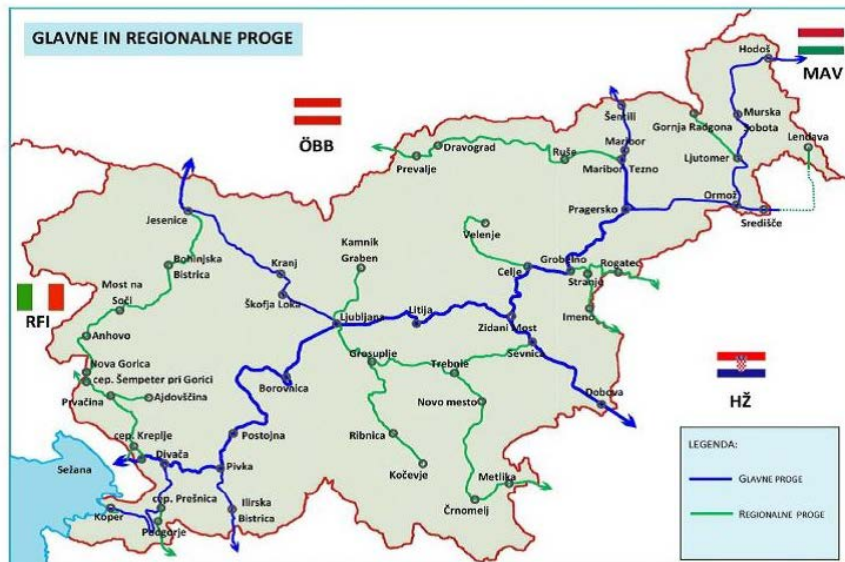 GLAVNE IN REGIONALNE PROGE
MAV
ÖBB
RFI
HŽ
Hodoš
Murska
Sobota
Lendava
Gornja Radgona
Ljutomer
Ormož
Središče
Šentilj
Maribor
Maribor Tezno
Ruše
Dravograd
Prevalje
Pragersko
Velenje
Celje
Grobelno
Rogatec
Stranje
Imeno
Jesenice
Kamnik
Graben
Kranj
Škofja Loka
Bohinjska
Bistrica
Most na
Soči
Anhovo
Ljubljana
Litija
Zidani Most
Sevnica
Dobova
Nova Gorica
cep. Šempeter pri Gorici
Prvačina
Ajdovščina
Borovnica
Grosuplje
Trebnje
Novo mesto
Ribnica
Kočevje
Metlika
Črnomelj
Postojna
cep. Kreplje
Sežana
Divača
Pivka
cep. Prešnica
Koper
Podgorje
Ilirska
Bistrica
LEGENDA:
GLAVNE PROGE
REGIONALNE PROGE